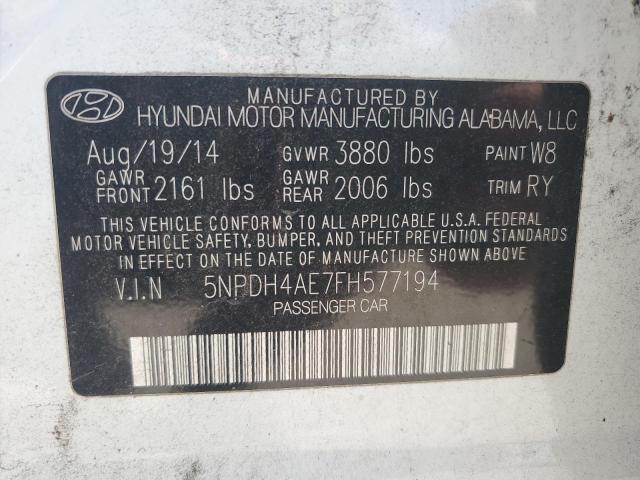 MANUFACTURED BY
HYUNDAI MOTOR MANUFACTURING ALABAMA, LLC
Aug/19/14 GVWR 3880 lbs PAINT W8
GAWR FRONT 2161 lbs GAWR REAR 2006 lbs TRIM RY
THIS VEHICLE CONFORMS TO ALL APPLICABLE U.S.A. FEDERAL
MOTOR VEHICLE SAFETY, BUMPER, AND THEFT PREVENTION
STANDARDS IN EFFECT ON THE DATE OF MANUFACTURE SHOWN ABOVE.
V.I.N 5NPDH4AE7FH577194
PASSENGER CAR